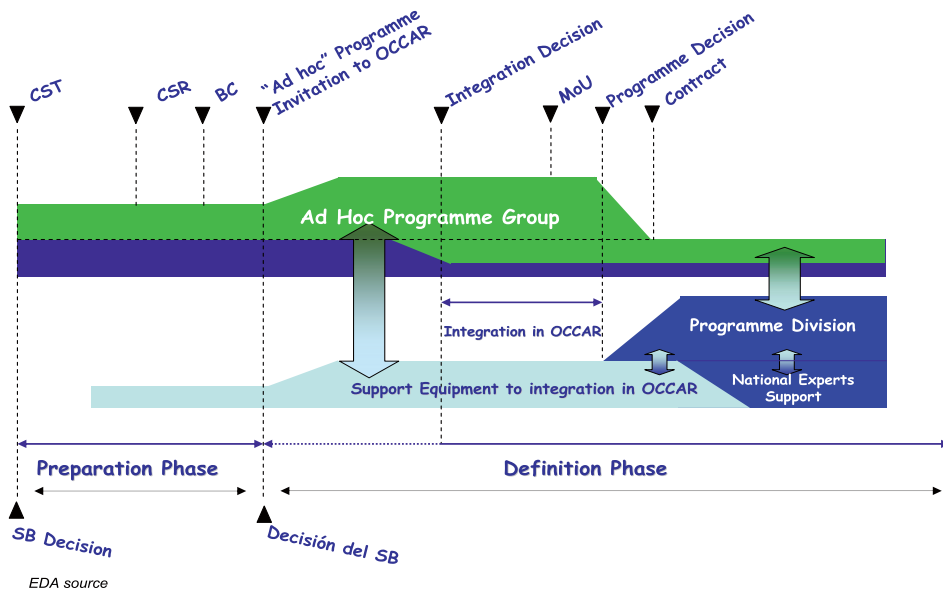 CST
CSR
BC
“Ad hoc” Programme
Invitation to OCCAR
Integration Decision
MoU
Programme Decision
Contract
Ad Hoc Programme Group
Integration in OCCAR
Programme Division
Support Equipment to integration in OCCAR
National Experts
Support
Preparation Phase
Definition Phase
SB Decision
Decisión del SB
EDA source